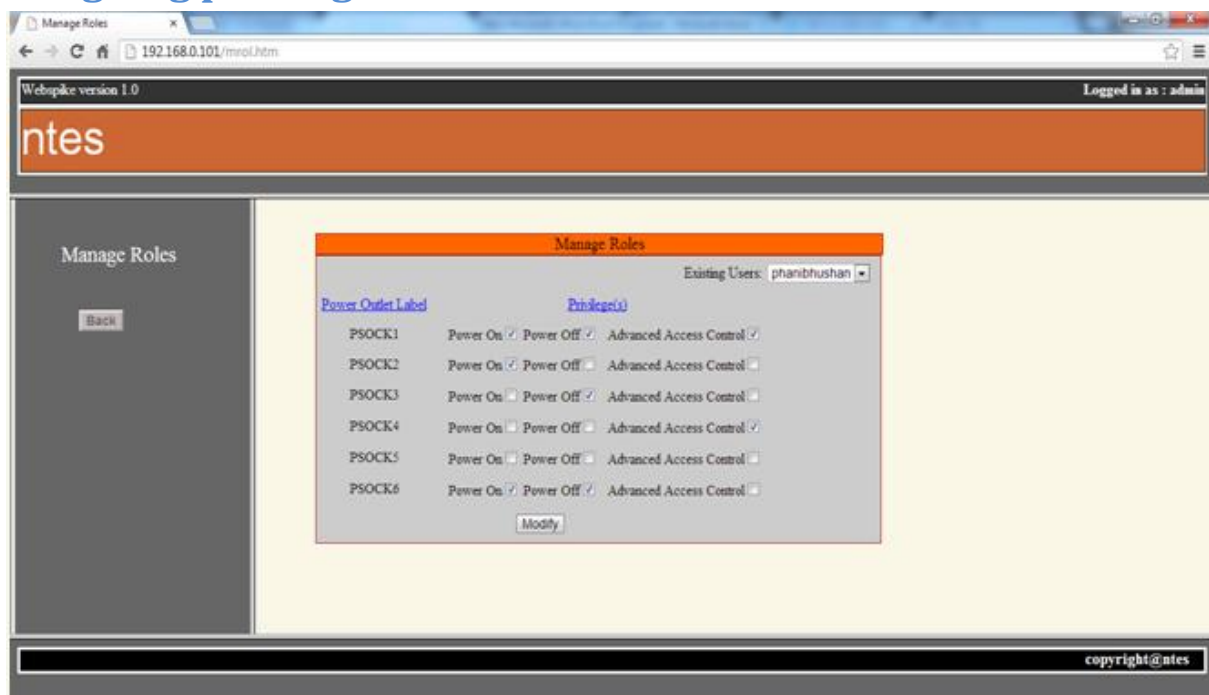 Manage Roles
192.168.0.101/mrol.htm
Webspike version 1.0 Logged in as : admin
ntes
Manage Roles
Back
Manage Roles
Existing Users: phanibhushan
Power Outlet Label Privilege(s)
PSOCK1 Power On Power Off Advanced Access Control
PSOCK2 Power On Power Off Advanced Access Control
PSOCK3 Power On Power Off Advanced Access Control
PSOCK4 Power On Power Off Advanced Access Control
PSOCK5 Power On Power Off Advanced Access Control
PSOCK6 Power On Power Off Advanced Access Control
Modify
copyright@ntes